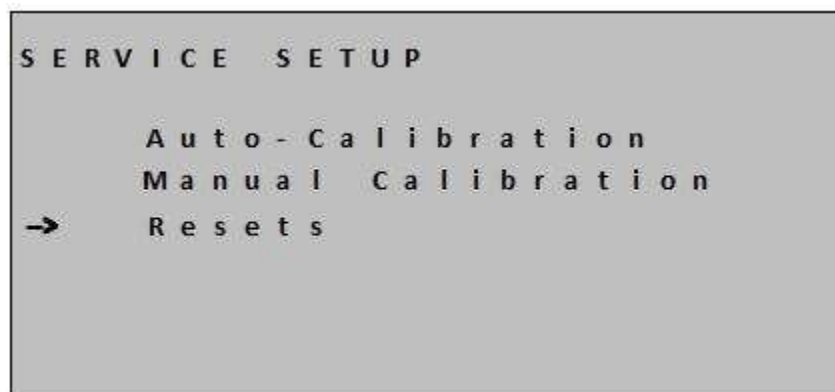 SERVICE SETUP
Auto-Calibration
Manual Calibration
→ Resets